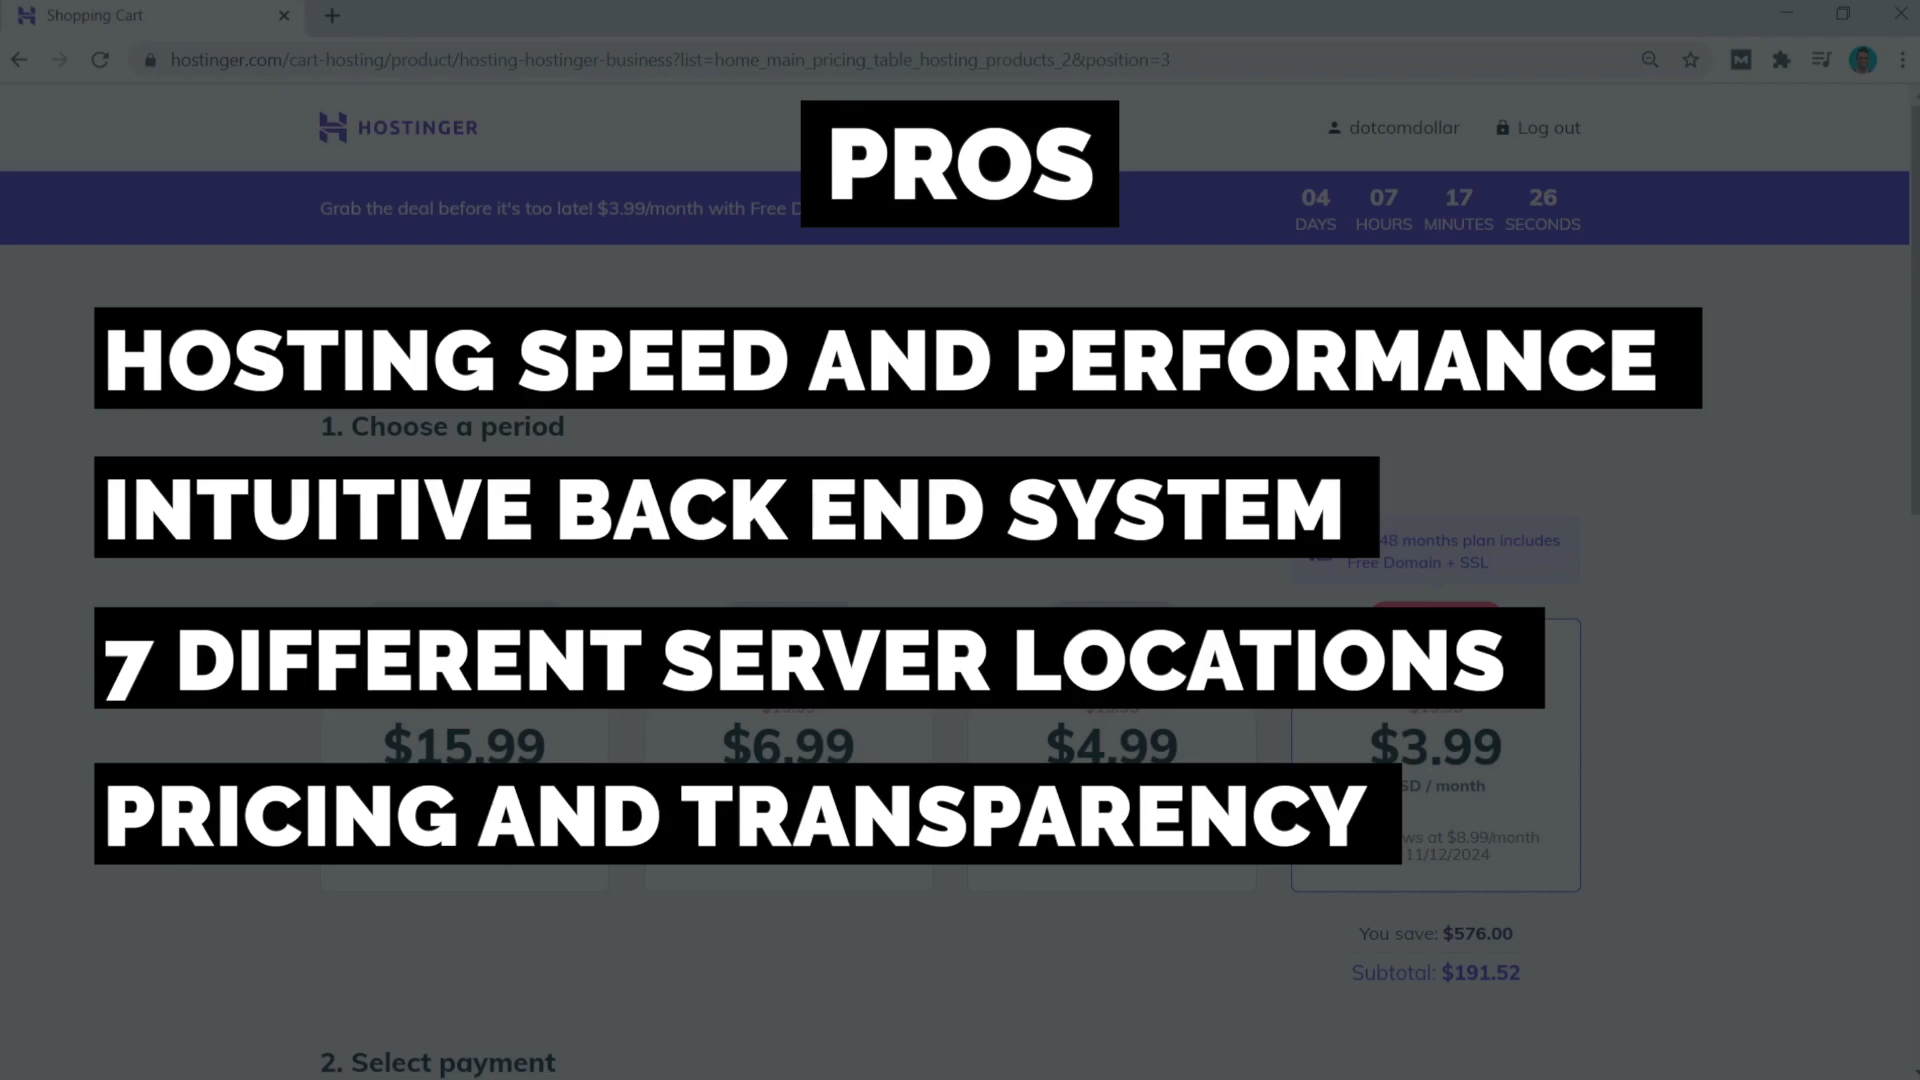 Shopping Cart
hostinger.com/cart-hosting/product/hosting-hostinger-business?list=home_main_pricing_table_hosting_products_2&position=3
HOSTINGER
dotcomdollar
Log out
PROS
Grab the deal before it's too late! $3.99/month with Free
04 07 17 26
DAYS HOURS MINUTES SECONDS
HOSTING SPEED AND PERFORMANCE
1. Choose a period
INTUITIVE BACK END SYSTEM
48 months plan includes
Free Domain + SSL
7 DIFFERENT SERVER LOCATIONS
$15.99 $6.99 $4.99 $3.99
/ month
PRICING AND TRANSPARENCY
at $8.99/month
11/12/2024
You save: $576.00
Subtotal: $191.52
2. Select payment